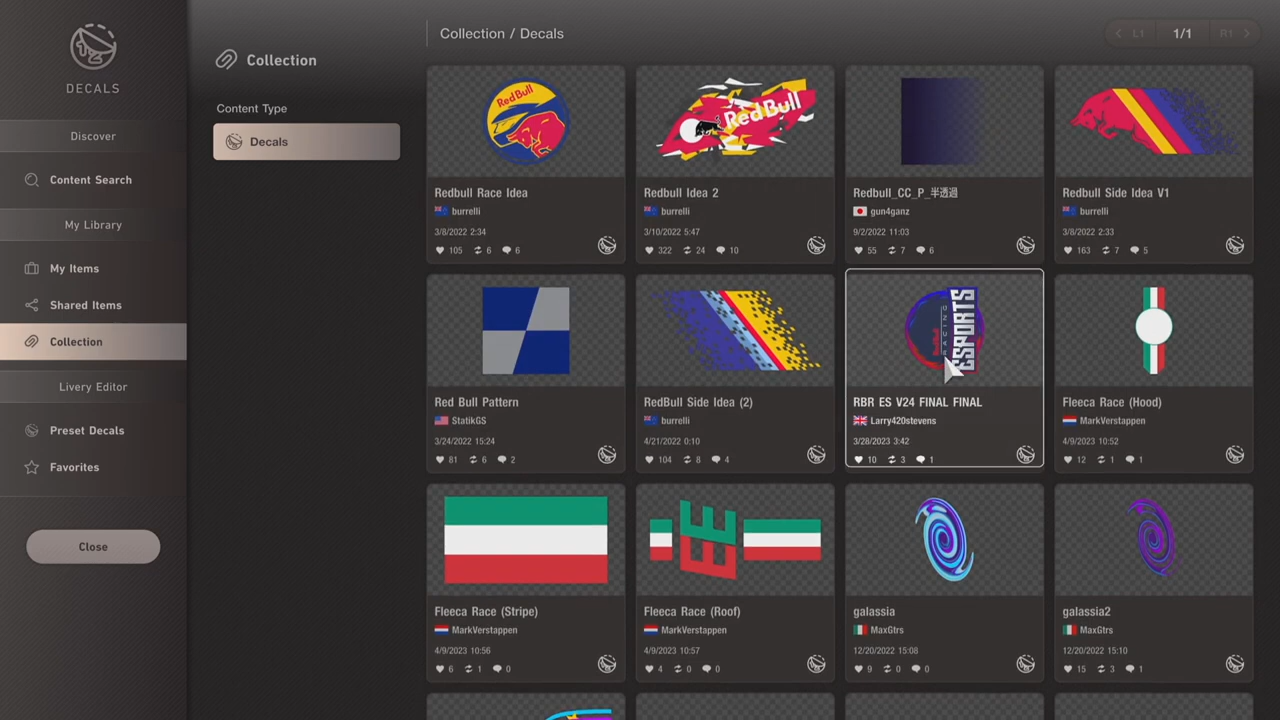 DECALS
Discover
Content Search
My Library
My Items
Shared Items
Collection
Livery Editor
Preset Decals
Favorites
Close
Collection
Content Type
Decals
Collection / Decals
L1 1/1 R1
RedBull
Redbull Race Idea
burrelli
3/8/2022 2:34
105 6 6
RedBull
Redbull Idea 2
burrelli
3/10/2022 5:47
322 24 10
Redbull_CC_P_半透過
gun4ganz
9/2/2022 11:03
55 7 6
Redbull Side Idea V1
burrelli
3/8/2022 2:33
163 7 5
Red Bull Pattern
StatikGS
3/24/2022 15:24
81 6 2
RedBull Side Idea (2)
burrelli
4/21/2022 0:10
104 8 4
RedBull
RACING
ESPORTS
RBR ES V24 FINAL FINAL
Larry420stevens
3/28/2023 3:42
10 3 1
Fleeca Race (Hood)
MarkVerstappen
4/9/2023 10:52
12 1 1
Fleeca Race (Stripe)
MarkVerstappen
4/9/2023 10:56
6 1 0
Fleeca Race (Roof)
MarkVerstappen
4/9/2023 10:57
4 0 0
galassia
MaxGtrs
12/20/2022 15:08
9 0 0
galassia2
MaxGtrs
12/20/2022 15:10
15 3 1